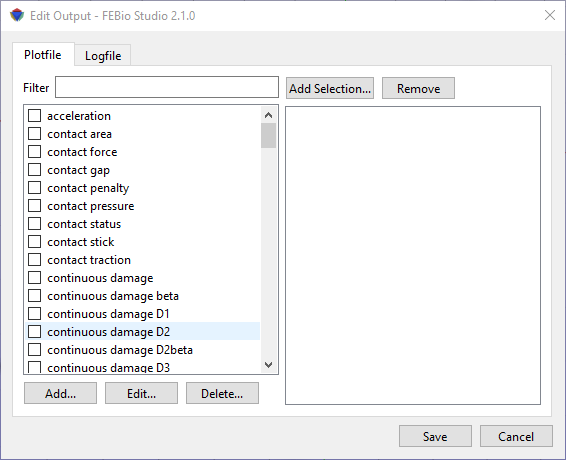 Edit Output - FEBio Studio 2.1.0
Plotfile
Logfile
Filter
Add Selection...
Remove
acceleration
contact area
contact force
contact gap
contact penalty
contact pressure
contact status
contact stick
contact traction
continuous damage
continuous damage beta
continuous damage D1
continuous damage D2
continuous damage D2beta
continuous damage D3
Add...
Edit...
Delete...
Save
Cancel